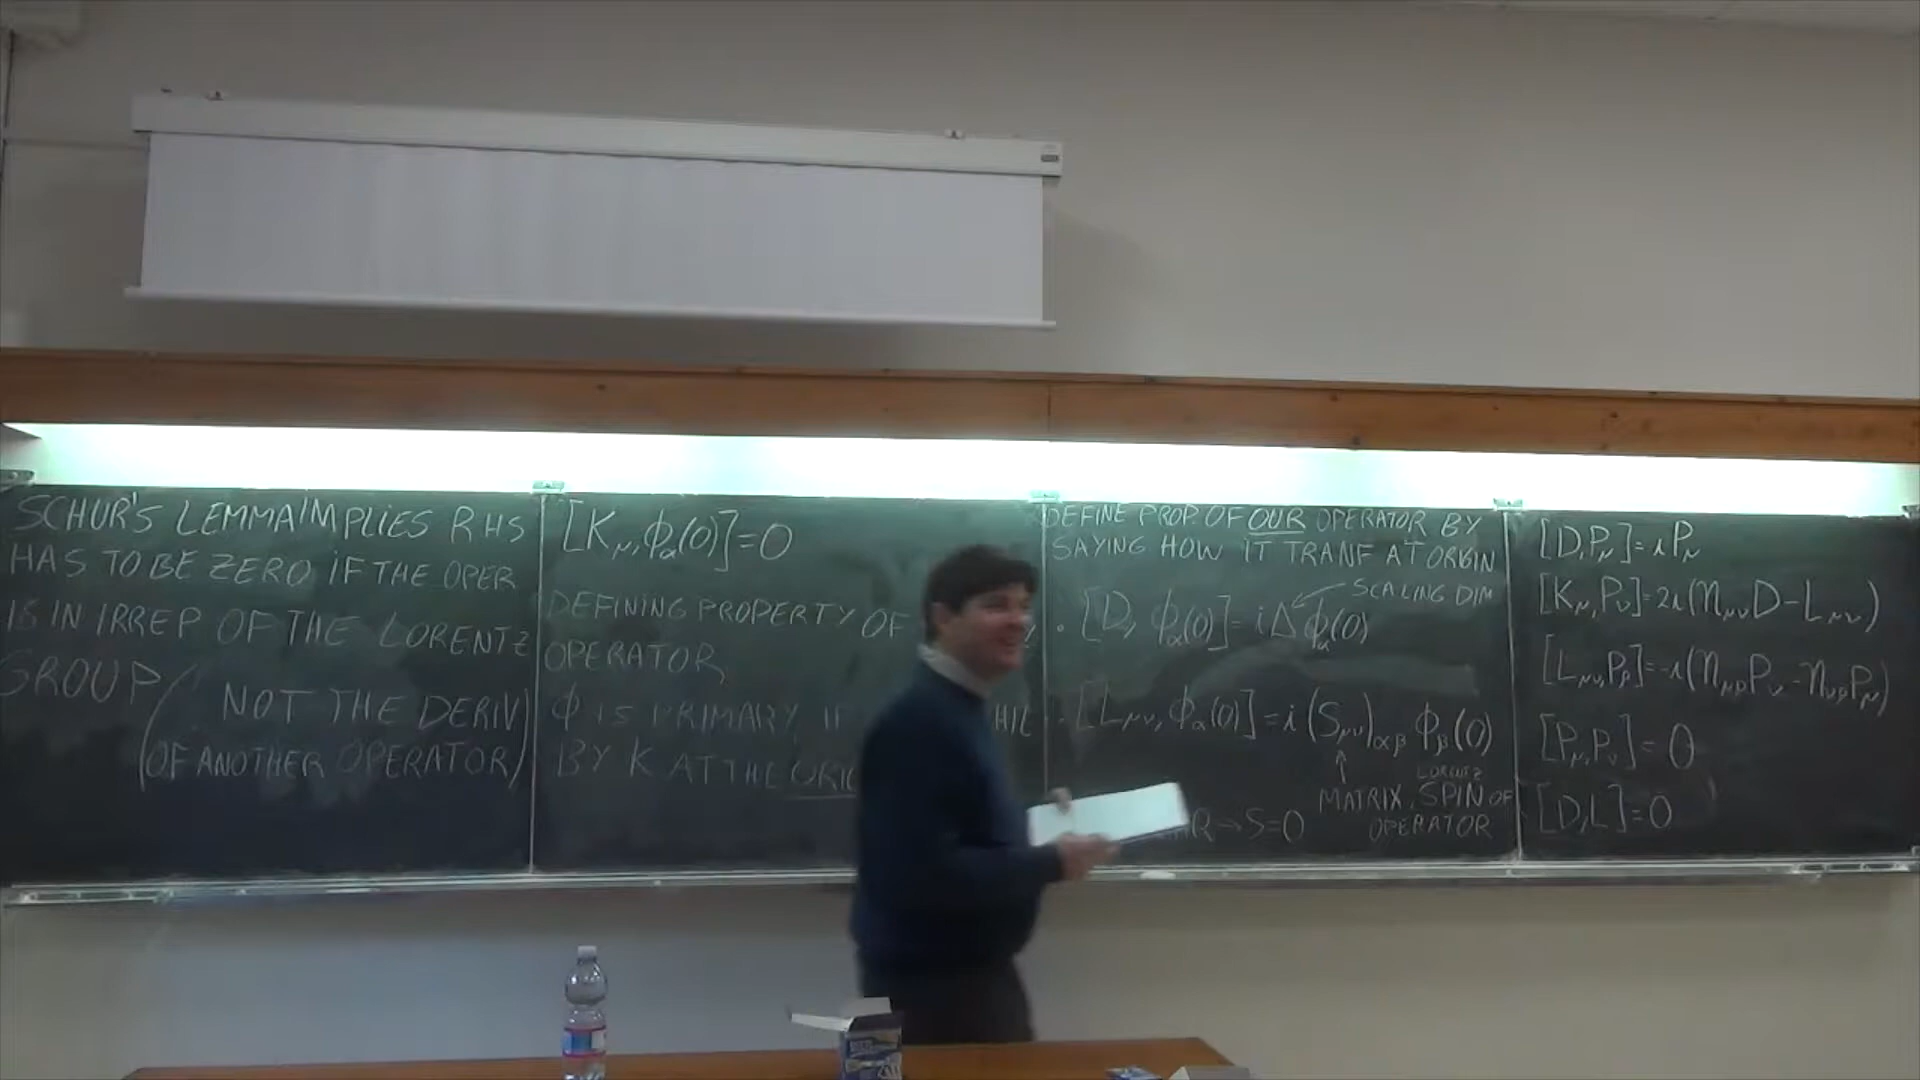 SCHUR'S LEMMA IMPLIES RHS
HAS TO BE ZERO IF THE OPER
IS IN IRREP OF THE LORENTZ
GROUP ( NOT THE DERIV
OF ANOTHER OPERATOR)
[K_μ, ϕ_α(0)]=0
DEFINING PROPERTY OF
OPERATOR
ϕ IS PRIMARY IF
BY K AT THE
DEFINE PROP. OF OUR OPERATOR BY
SAYING HOW IT TRANF AT ORIGIN
SCALING DIM
· [D, ϕ_α(0)]=iΔ ϕ_α(0)
· [L_μν, ϕ_α(0)]=i (S_μν)_αβ ϕ_β(0)
LORENTZ
MATRIX, SPIN OF
OPERATOR
→ S=0
[D,P_μ]=iP_μ
[K_μ,P_ν]=2i(η_μν D-L_μν)
[L_μν,P_ρ]=-i(η_μρ P_ν-η_νρ P_μ)
[P_μ,P_ν]=0
[D,L]=0